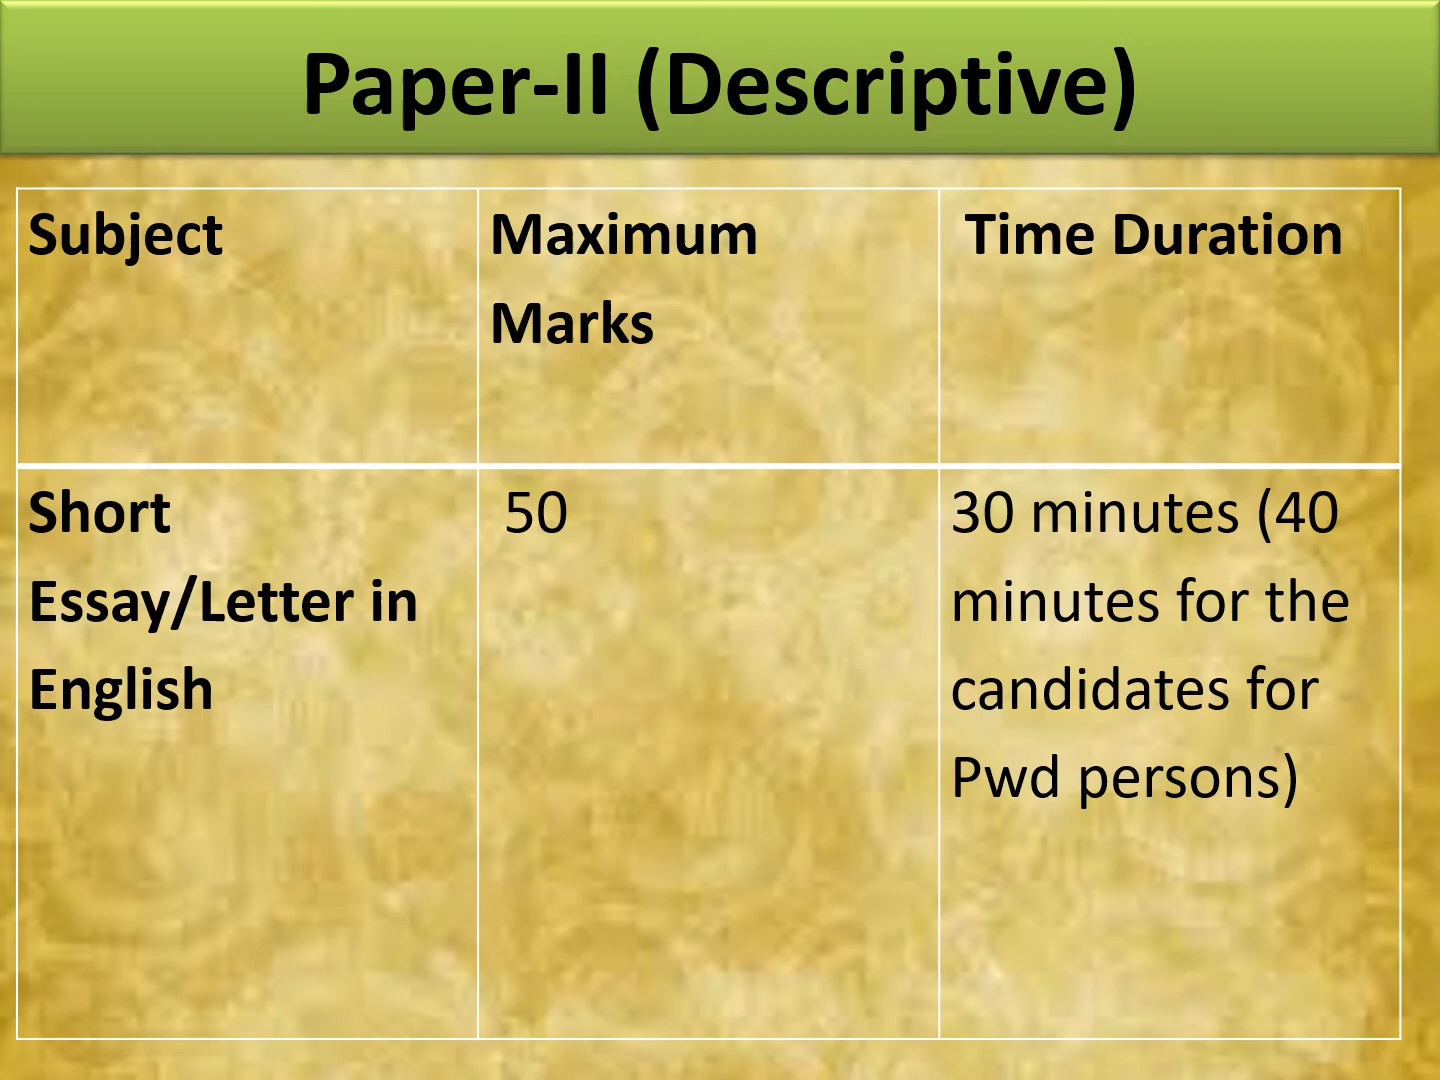 Paper-II (Descriptive)
Subject
Maximum
Marks
Time Duration
Short
Essay/Letter in
English
50
30 minutes (40
minutes for the
candidates for
Pwd persons)